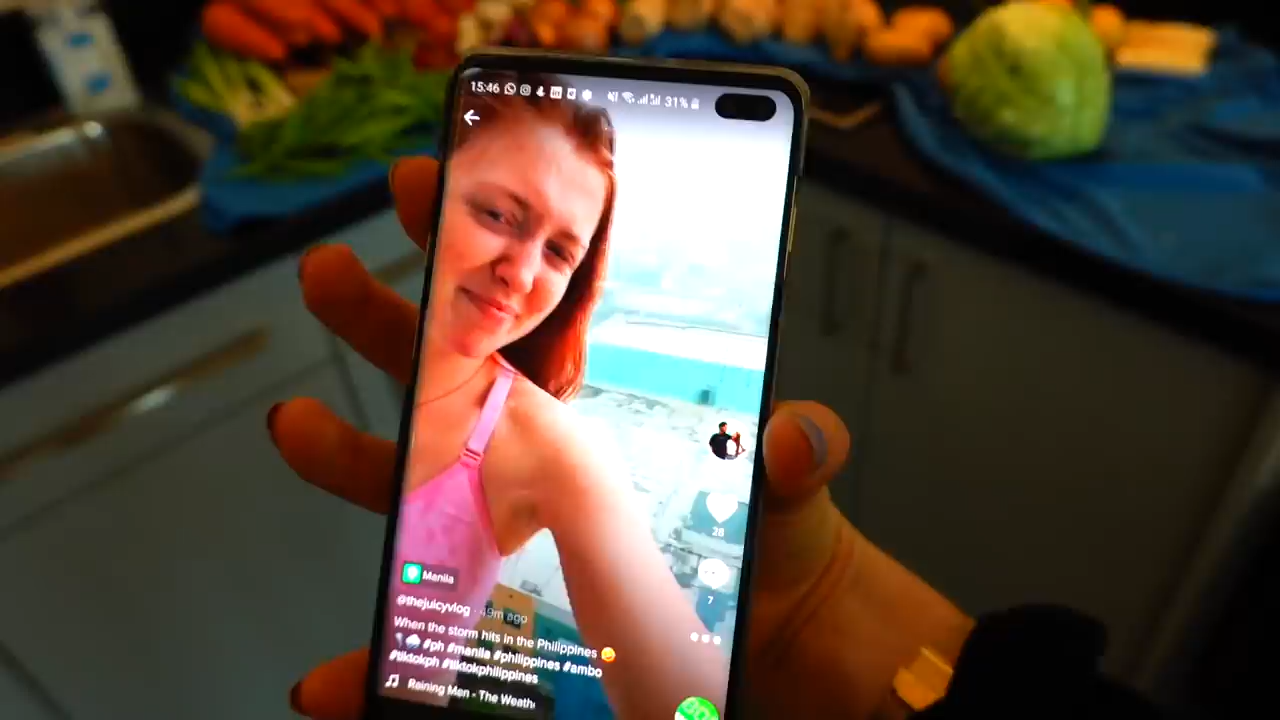 15:46
31%
28
7
Manila
@thejuicyvlog · 49m ago
When the storm hits in the Philippines 🤣
🌪️🌧️ #ph #manila #philippines #ambo
#tiktokph #tiktokphilippines
Raining Men - The Weath